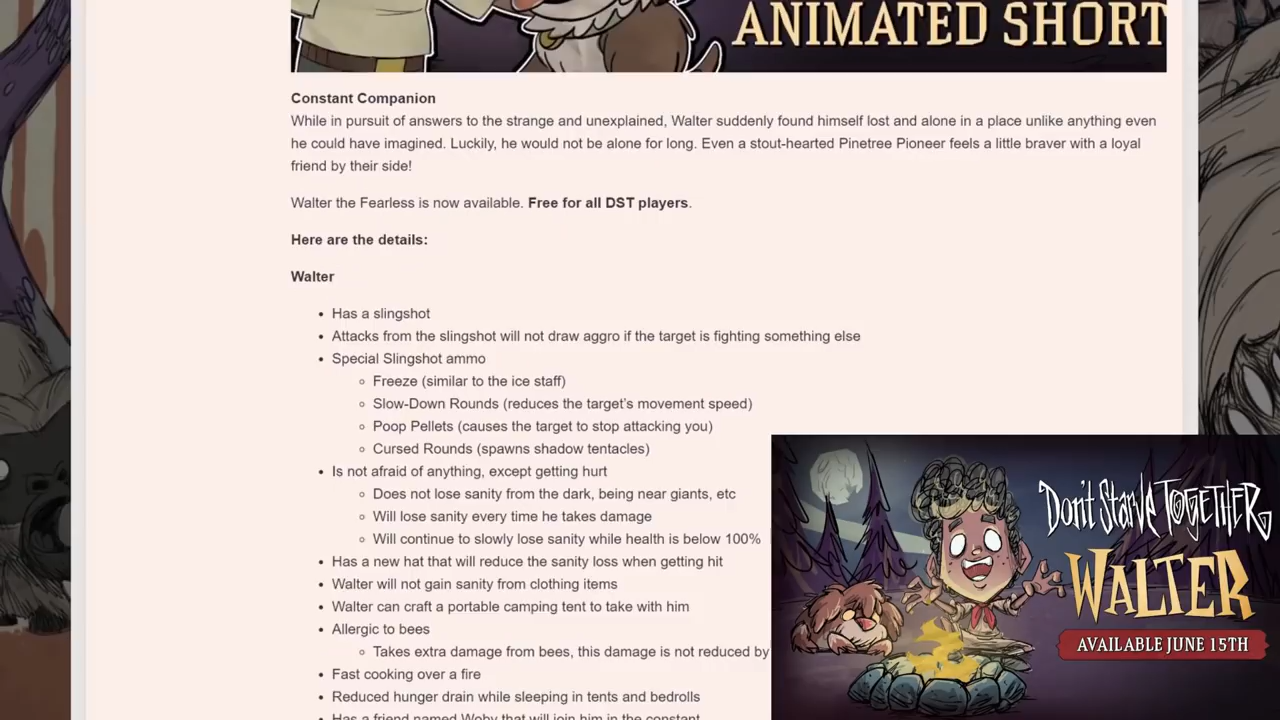 ANIMATED SHORT
Constant Companion
While in pursuit of answers to the strange and unexplained, Walter suddenly found himself lost and alone in a place unlike anything even
he could have imagined. Luckily, he would not be alone for long. Even a stout-hearted Pinetree Pioneer feels a little braver with a loyal
friend by their side!
Walter the Fearless is now available. Free for all DST players.
Here are the details:
Walter
• Has a slingshot
• Attacks from the slingshot will not draw aggro if the target is fighting something else
• Special Slingshot ammo
◦ Freeze (similar to the ice staff)
◦ Slow-Down Rounds (reduces the target's movement speed)
◦ Poop Pellets (causes the target to stop attacking you)
◦ Cursed Rounds (spawns shadow tentacles)
• Is not afraid of anything, except getting hurt
◦ Does not lose sanity from the dark, being near giants, etc
◦ Will lose sanity every time he takes damage
◦ Will continue to slowly lose sanity while health is below 100%
• Has a new hat that will reduce the sanity loss when getting hit
• Walter will not gain sanity from clothing items
• Walter can craft a portable camping tent to take with him
• Allergic to bees
◦ Takes extra damage from bees, this damage is not reduced by
• Fast cooking over a fire
• Reduced hunger drain while sleeping in tents and bedrolls
• Has a friend named Woby that will join him in the constant
Don't Starve TOGETHER
WALTER
AVAILABLE JUNE 15TH